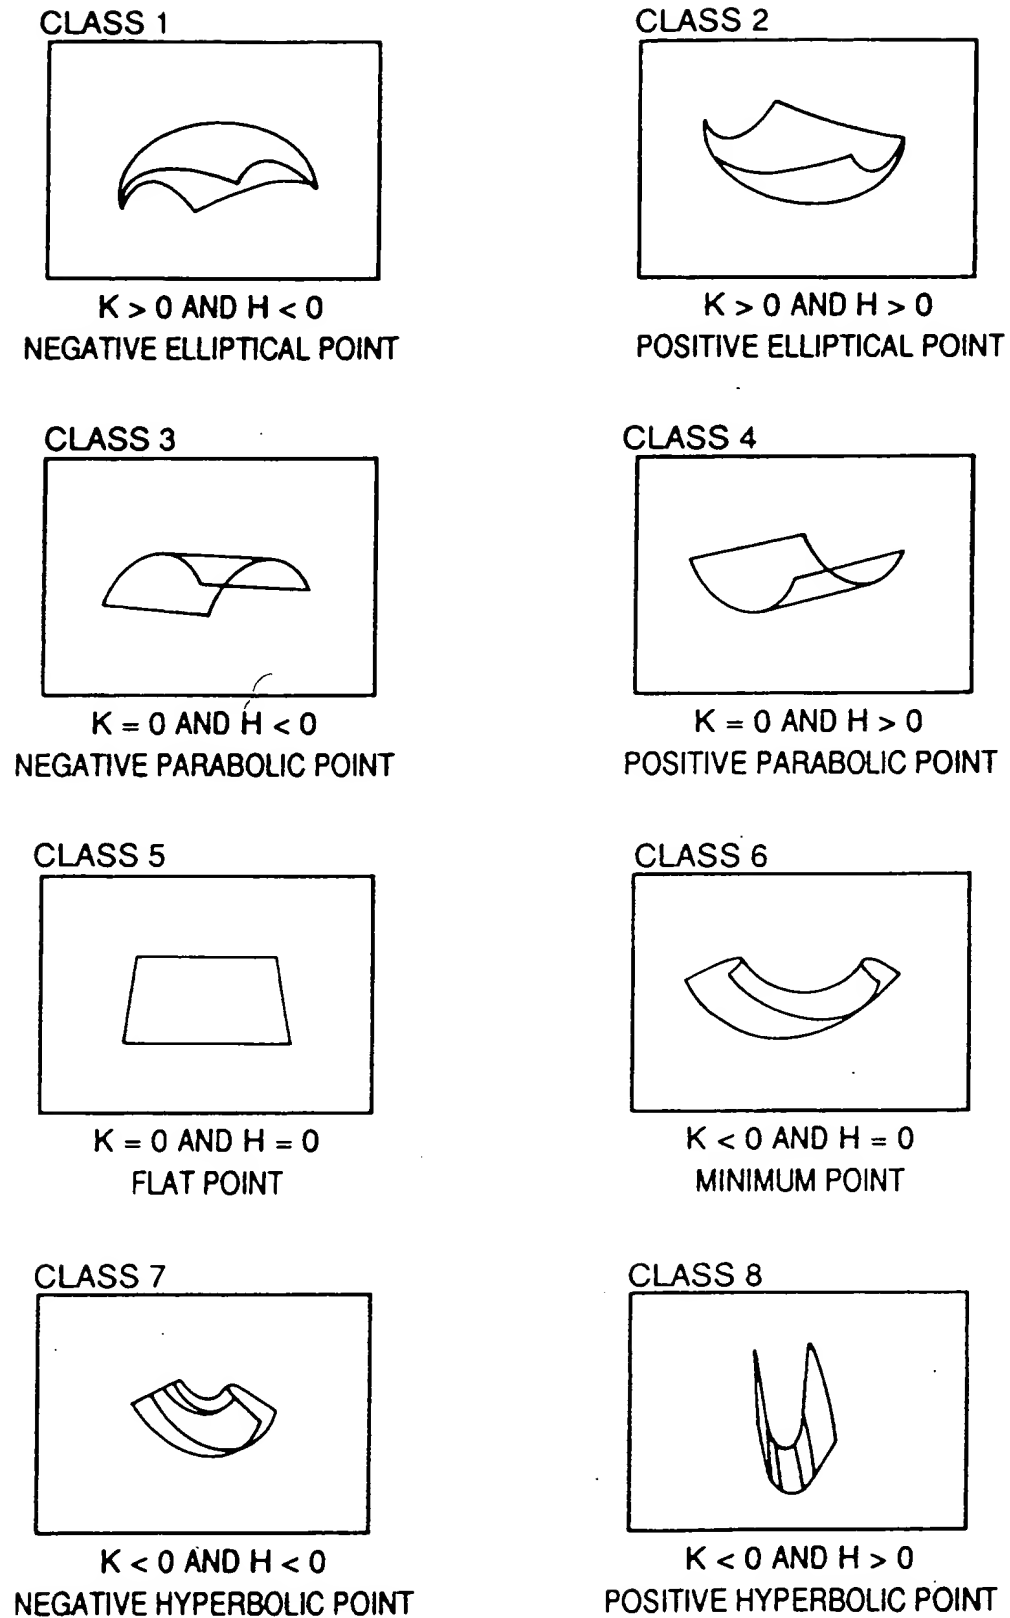 CLASS 1
K > 0 AND H < 0
NEGATIVE ELLIPTICAL POINT
CLASS 2
K > 0 AND H > 0
POSITIVE ELLIPTICAL POINT
CLASS 3
K = 0 AND H < 0
NEGATIVE PARABOLIC POINT
CLASS 4
K = 0 AND H > 0
POSITIVE PARABOLIC POINT
CLASS 5
K = 0 AND H = 0
FLAT POINT
CLASS 6
K < 0 AND H = 0
MINIMUM POINT
CLASS 7
K < 0 AND H < 0
NEGATIVE HYPERBOLIC POINT
CLASS 8
K < 0 AND H > 0
POSITIVE HYPERBOLIC POINT